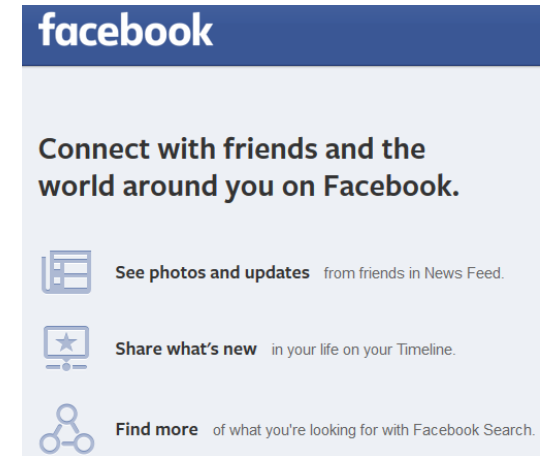 facebook
Connect with friends and the
world around you on Facebook.
See photos and updates from friends in News Feed.
Share what's new in your life on your Timeline.
Find more of what you're looking for with Facebook Search.